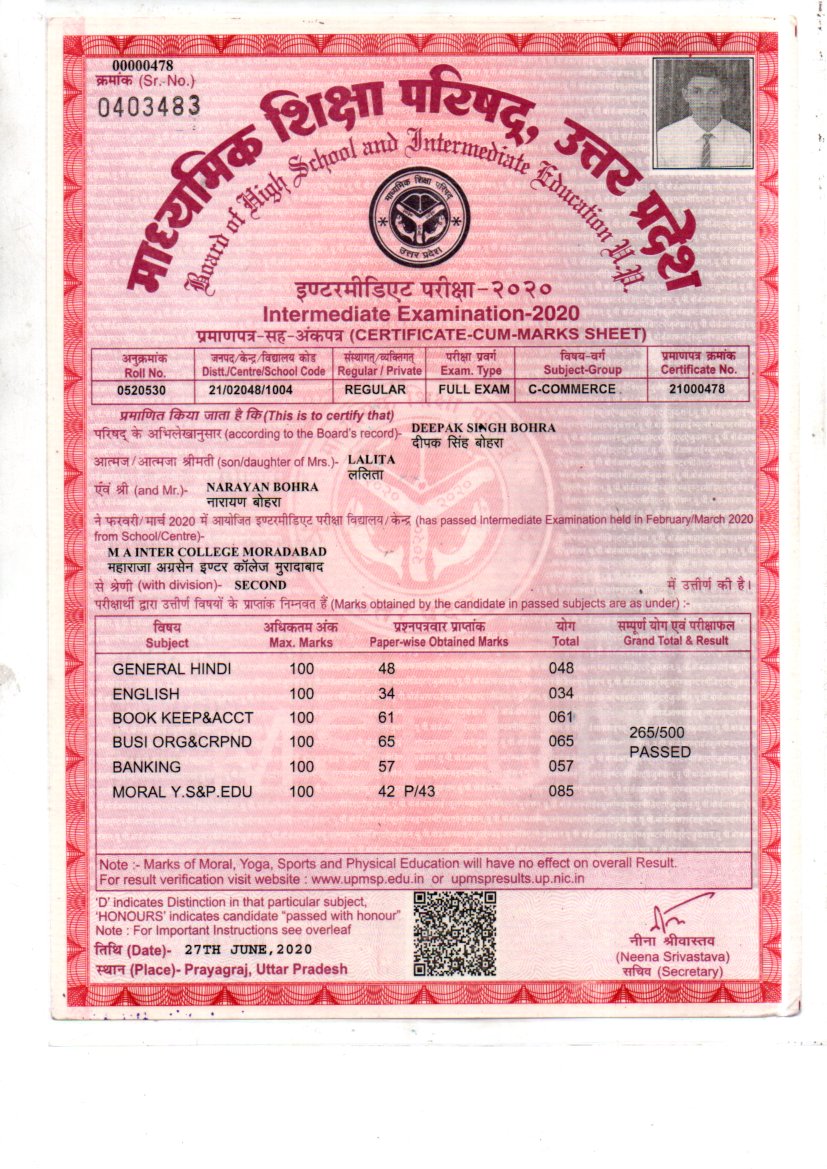 00000478
क्रमांक (Sr. No.)
0403483
माध्यमिक शिक्षा परिषद्, उत्तर प्रदेश
Board of High School and Intermediate Education U.P.
माध्यमिक शिक्षा परिषद
उत्तर प्रदेश
इण्टरमीडिएट परीक्षा-२०२०
Intermediate Examination-2020
प्रमाणपत्र-सह-अंकपत्र (CERTIFICATE-CUM-MARKS SHEET)
अनुक्रमांक जनपद/केन्द्र/विद्यालय कोड संस्थागत/व्यक्तिगत् परीक्षा प्रवर्ग विषय-वर्ग प्रमाणपत्र क्रमांक
Roll No. Distt./Centre/School Code Regular / Private Exam. Type Subject-Group Certificate No.
0520530 21/02048/1004 REGULAR FULL EXAM C-COMMERCE 21000478
प्रमाणित किया जाता है कि (This is to certify that)
परिषद् के अभिलेखानुसार (according to the Board's record)- DEEPAK SINGH BOHRA
दीपक सिंह बोहरा
आत्मज/आत्मजा श्रीमती (son/daughter of Mrs.)- LALITA
ललिता
एंवं श्री (and Mr.)- NARAYAN BOHRA
नारायण बोहरा
ने फरवरी/मार्च 2020 में आयोजित इण्टरमीडिएट परीक्षा विद्यालय/केन्द्र (has passed Intermediate Examination held in February/March 2020
from School/Centre)-
M A INTER COLLEGE MORADABAD
महाराजा अग्रसेन इण्टर कॉलेज मुरादाबाद
से श्रेणी (with division)- SECOND में उत्तीर्ण की है।
परीक्षार्थी द्वारा उत्तीर्ण विषयों के प्राप्तांक निम्नवत हैं (Marks obtained by the candidate in passed subjects are as under) :-
विषय अधिकतम अंक प्रश्नपत्रवार प्राप्तांक योग सम्पूर्ण योग एवं परीक्षाफल
Subject Max. Marks Paper-wise Obtained Marks Total Grand Total & Result
GENERAL HINDI 100 48 048
ENGLISH 100 34 034
BOOK KEEP&ACCT 100 61 061
BUSI ORG&CRPND 100 65 065 265/500
PASSED
BANKING 100 57 057
MORAL Y.S&P.EDU 100 42 P/43 085
Note :- Marks of Moral, Yoga, Sports and Physical Education will have no effect on overall Result.
For result verification visit website : www.upmsp.edu.in or upmspresults.up.nic.in
'D' indicates Distinction in that particular subject,
'HONOURS' indicates candidate "passed with honour"
Note : For Important Instructions see overleaf
तिथि (Date)- 27TH JUNE, 2020
स्थान (Place)- Prayagraj, Uttar Pradesh
नीना श्रीवास्तव
(Neena Srivastava)
सचिव (Secretary)